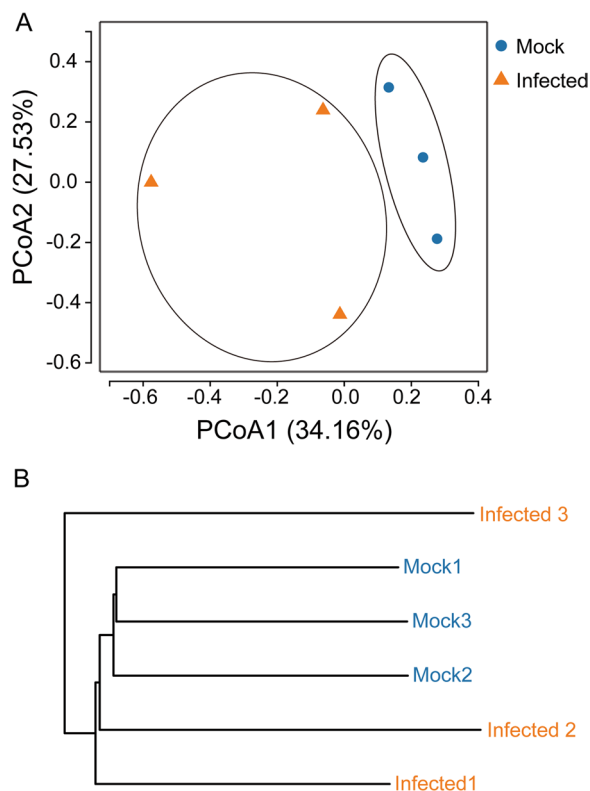 A
Mock
Infected
PCoA2 (27.53%)
0.4
0.2
0.0
-0.2
-0.4
-0.6
-0.6 -0.4 -0.2 0.0 0.2 0.4
PCoA1 (34.16%)
B
Infected 3
Mock1
Mock3
Mock2
Infected 2
Infected1